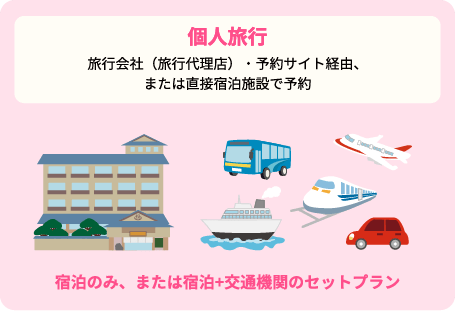 個人旅行
旅行会社（旅行代理店）・予約サイト経由、
または直接宿泊施設で予約
宿泊のみ、または宿泊+交通機関のセットプラン